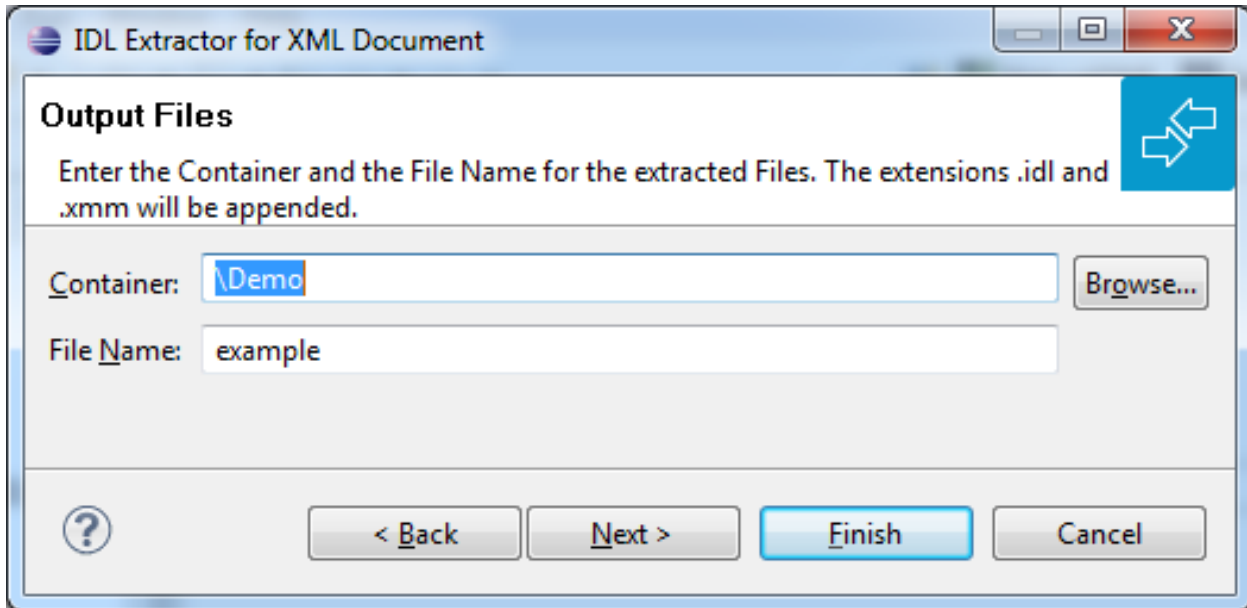 IDL Extractor for XML Document
X
Output Files
Enter the Container and the File Name for the extracted Files. The extensions .idl and
.xmm will be appended.
Container: \Demo Browse...
File Name: example
? < Back Next > Finish Cancel